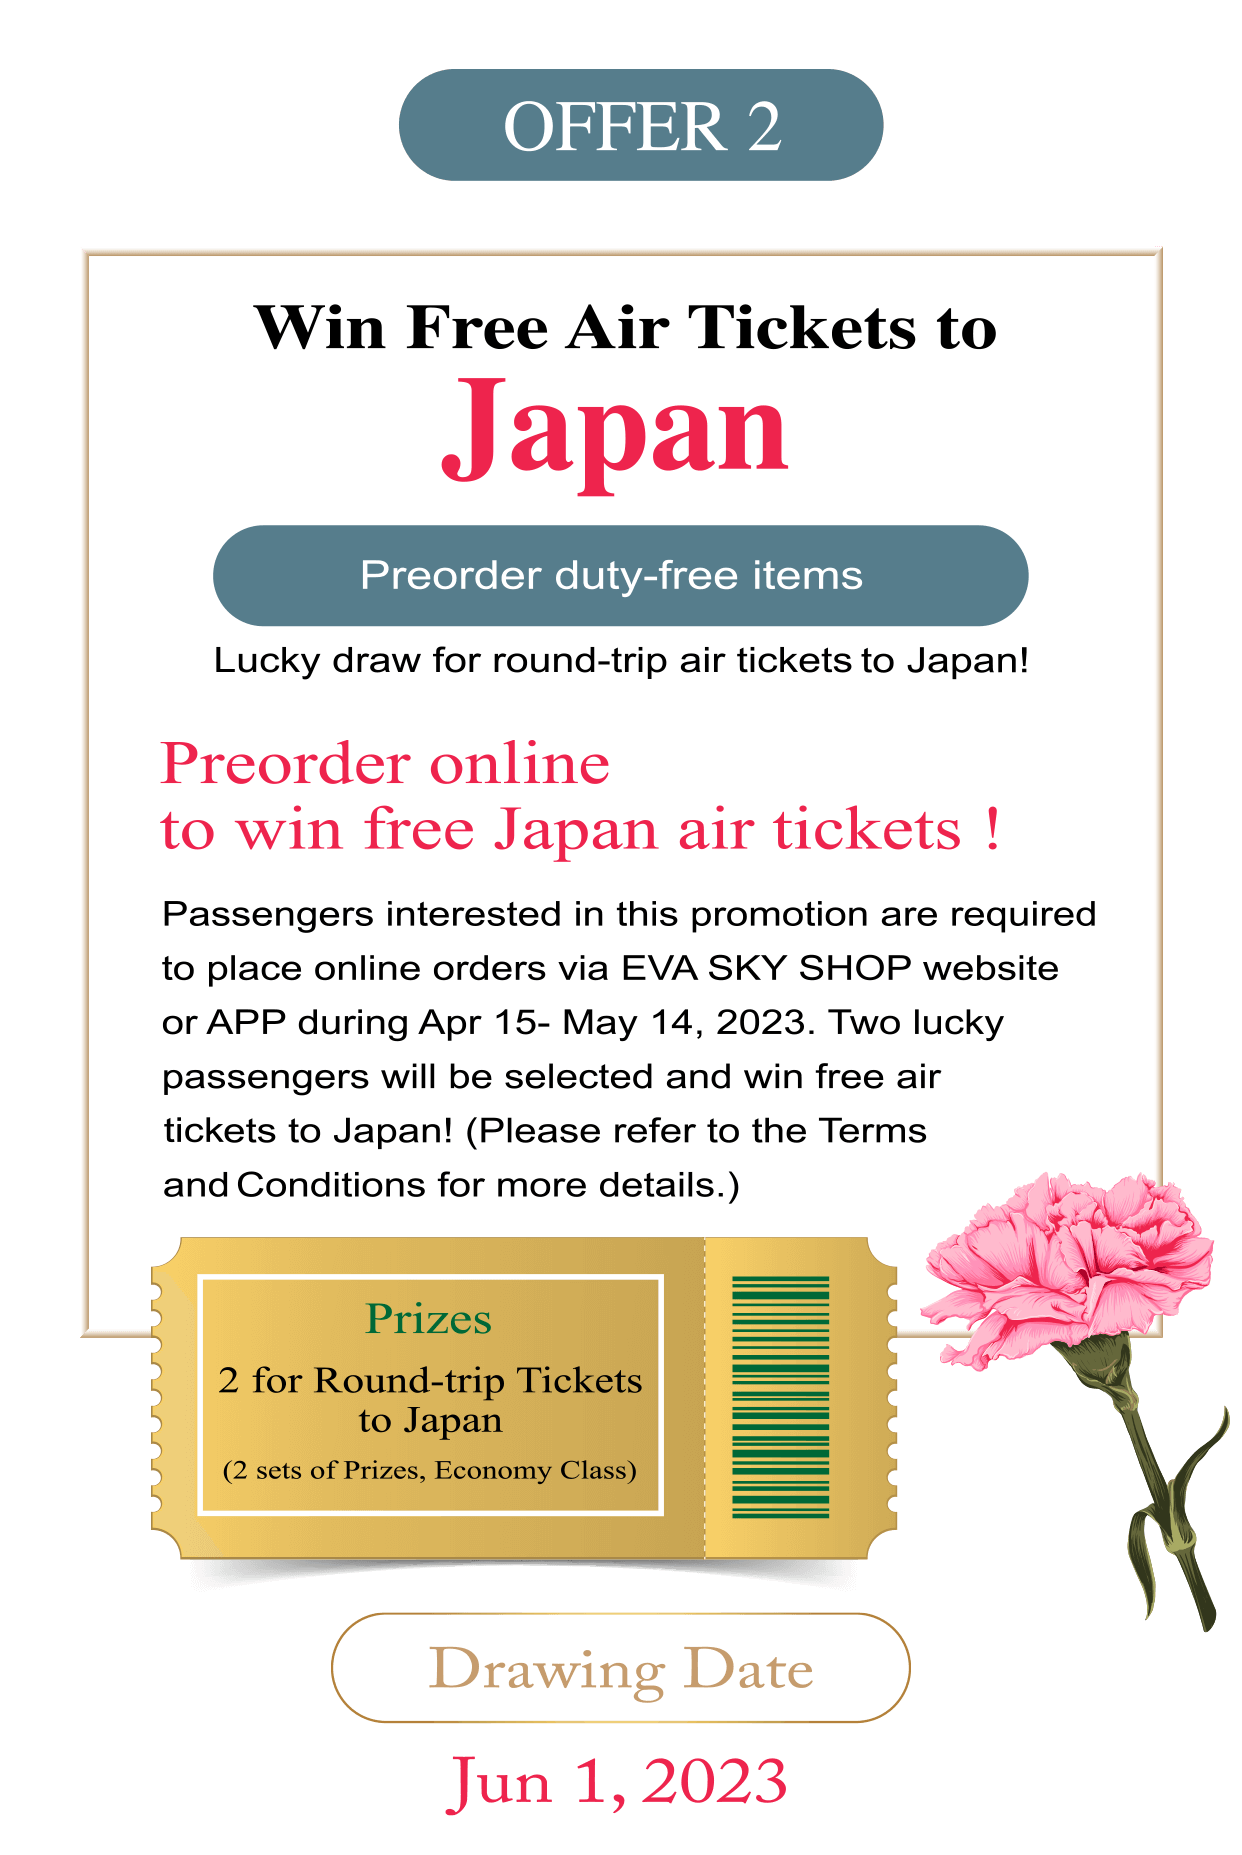 OFFER 2
Win Free Air Tickets to
Japan
Preorder duty-free items
Lucky draw for round-trip air tickets to Japan!
Preorder online
to win free Japan air tickets !
Passengers interested in this promotion are required
to place online orders via EVA SKY SHOP website
or APP during Apr 15- May 14, 2023. Two lucky
passengers will be selected and win free air
tickets to Japan! (Please refer to the Terms
and Conditions for more details.)
Prizes
2 for Round-trip Tickets
to Japan
(2 sets of Prizes, Economy Class)
Drawing Date
Jun 1, 2023